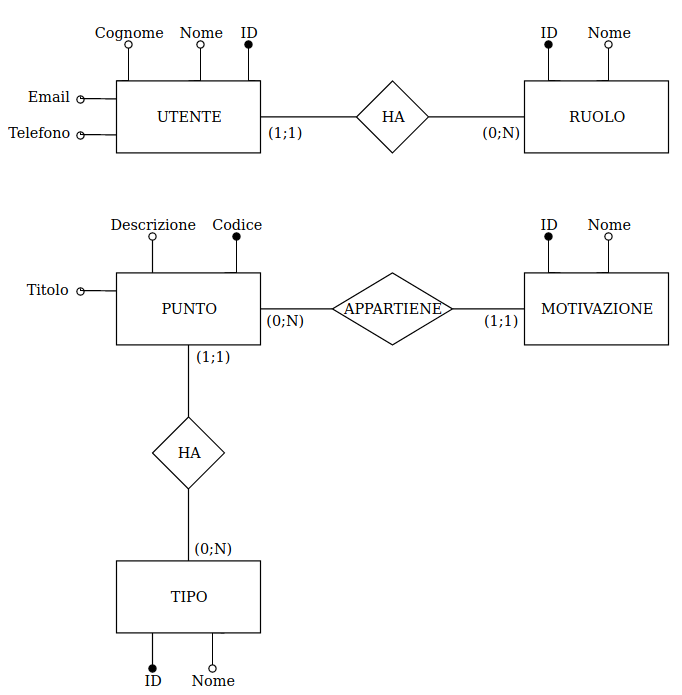 Cognome Nome ID
ID Nome
Email
Telefono
UTENTE
HA
RUOLO
(1;1)
(0;N)
Descrizione Codice
ID Nome
Titolo
PUNTO
APPARTIENE
MOTIVAZIONE
(0;N)
(1;1)
(1;1)
HA
(0;N)
TIPO
ID Nome